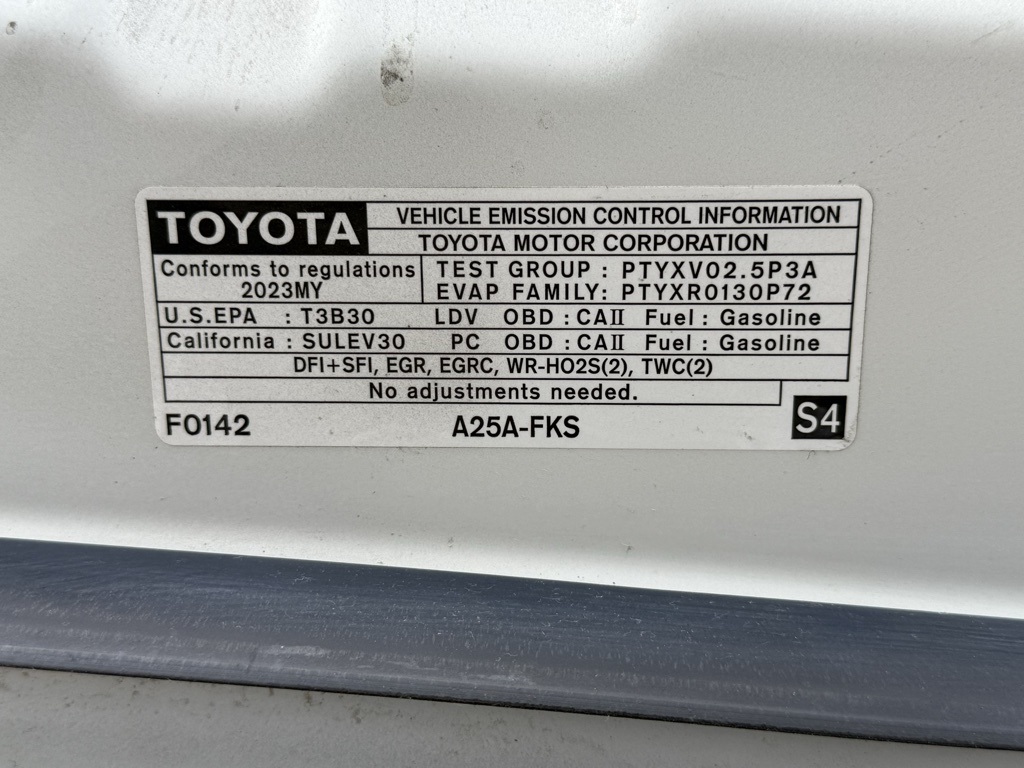 TOYOTA
VEHICLE EMISSION CONTROL INFORMATION
TOYOTA MOTOR CORPORATION
Conforms to regulations
2023MY
TEST GROUP : PTYXV02.5P3A
EVAP FAMILY: PTYXR0130P72
U.S.EPA : T3B30 LDV OBD : CAII Fuel : Gasoline
California : SULEV30 PC OBD : CAII Fuel : Gasoline
DFI+SFI, EGR, EGRC, WR-HO2S(2), TWC(2)
No adjustments needed.
F0142 A25A-FKS S4